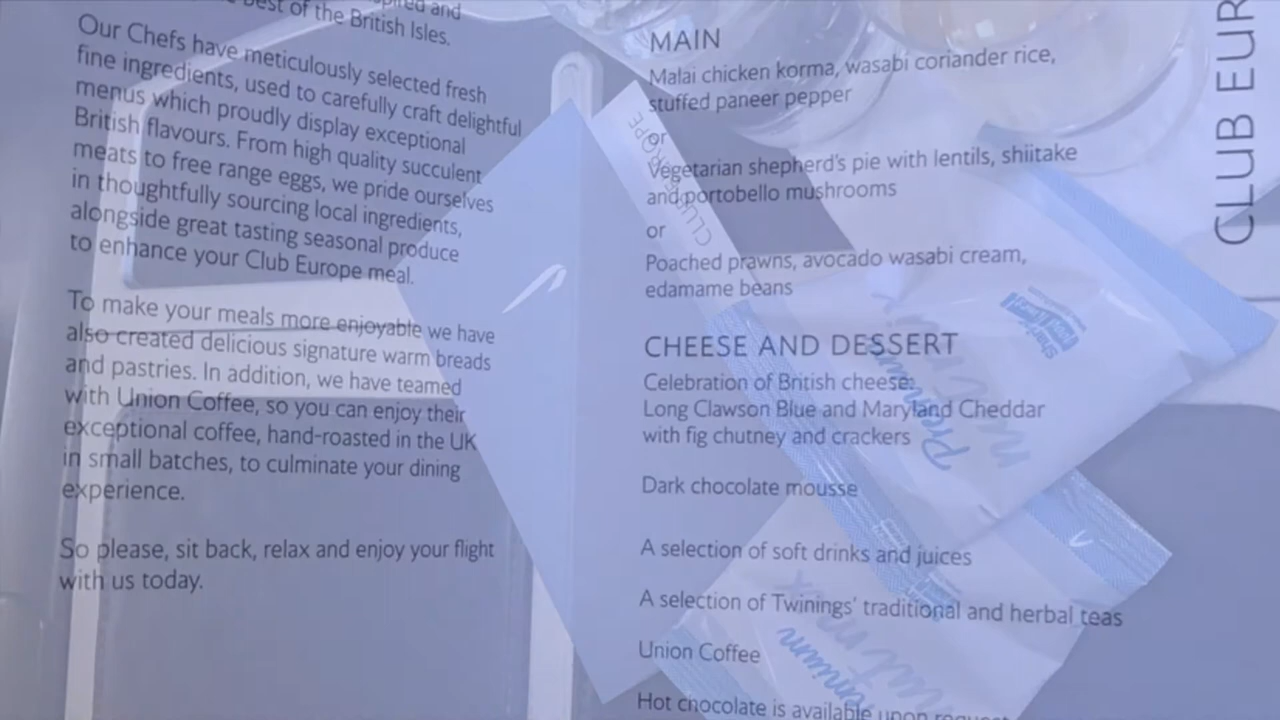 best of the British Isles.
Our Chefs have meticulously selected fresh
fine ingredients, used to carefully craft delightful
menus which proudly display exceptional
British flavours. From high quality succulent
meats to free range eggs, we pride ourselves
in thoughtfully sourcing local ingredients,
alongside great tasting seasonal produce
to enhance your Club Europe meal.
To make your meals more enjoyable we have
also created delicious signature warm breads
and pastries. In addition, we have teamed
with Union Coffee, so you can enjoy their
exceptional coffee, hand-roasted in the UK
in small batches, to culminate your dining
experience.
So please, sit back, relax and enjoy your flight
with us today.
MAIN
Malai chicken korma, wasabi coriander rice,
stuffed paneer pepper
or
Vegetarian shepherd's pie with lentils, shiitake
and portobello mushrooms
or
Poached prawns, avocado wasabi cream,
edamame beans
CHEESE AND DESSERT
Celebration of British cheese:
Long Clawson Blue and Maryland Cheddar
with fig chutney and crackers
Dark chocolate mousse
A selection of soft drinks and juices
A selection of Twinings' traditional and herbal teas
Union Coffee
Hot chocolate is available upon request
CLUB EUR
Premium
nut mix